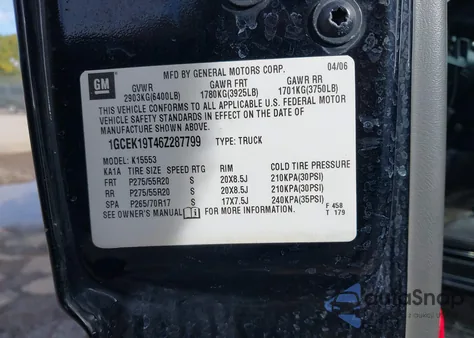 GM
MFD BY GENERAL MOTORS CORP. 04/06
GVWR GAWR FRT GAWR RR
2903KG(6400LB) 1780KG(3925LB) 1701KG(3750LB)
THIS VEHICLE CONFORMS TO ALL APPLICABLE U.S. FEDERAL MOTOR
VEHICLE SAFETY STANDARDS IN EFFECT ON THE DATE OF
MANUFACTURE SHOWN ABOVE.
1GCEK19T46Z287799 TYPE: TRUCK
MODEL: K15553
KA1A TIRE SIZE SPEED RTG RIM COLD TIRE PRESSURE
FRT P275/55R20 S 20X8.5J 210KPA(30PSI)
RR P275/55R20 S 20X8.5J 210KPA(30PSI)
SPA P265/70R17 S 17X7.5J 240KPA(35PSI)
SEE OWNER'S MANUAL FOR MORE INFORMATION.
F 458
T 179
AutoSnap